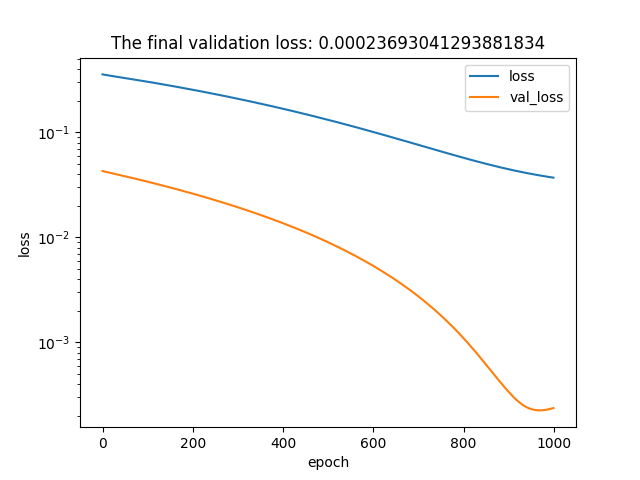 The final validation loss: 0.00023693041293881834
loss
val_loss
10⁻¹
10⁻²
10⁻³
loss
0 200 400 600 800 1000
epoch